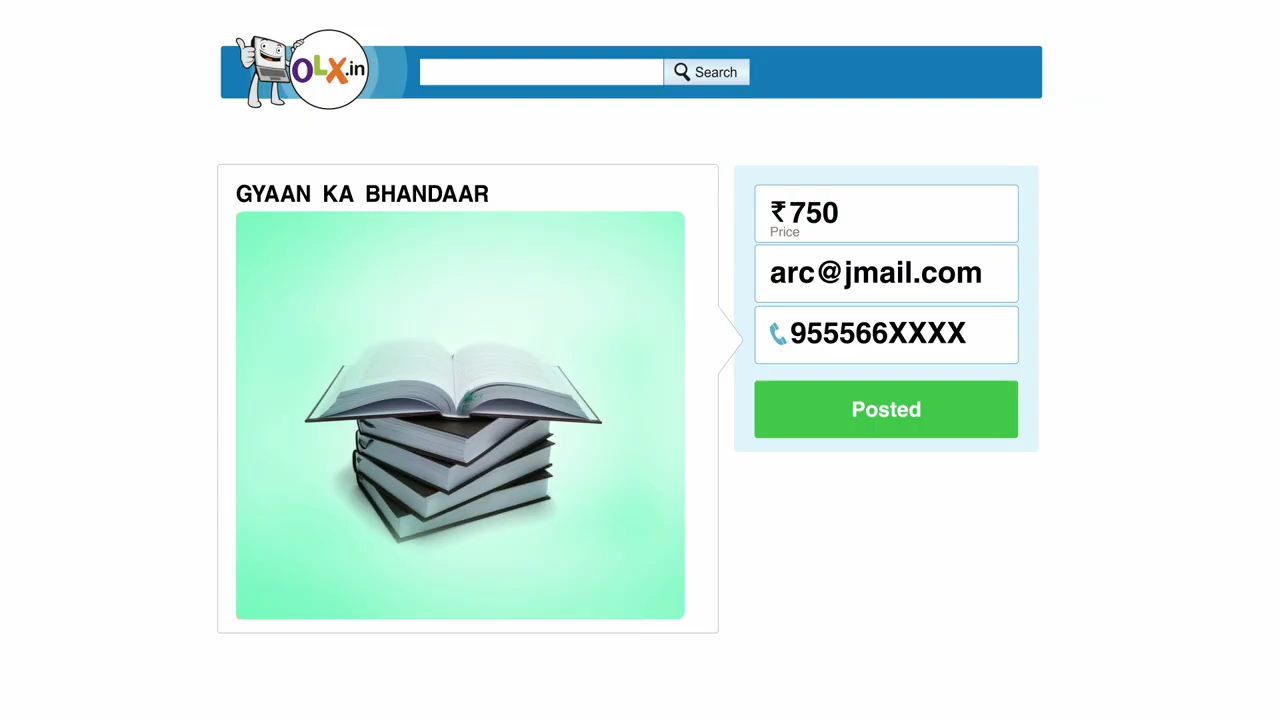 OLX.in
Search
GYAAN KA BHANDAAR
₹750
Price
arc@jmail.com
955566XXXX
Posted